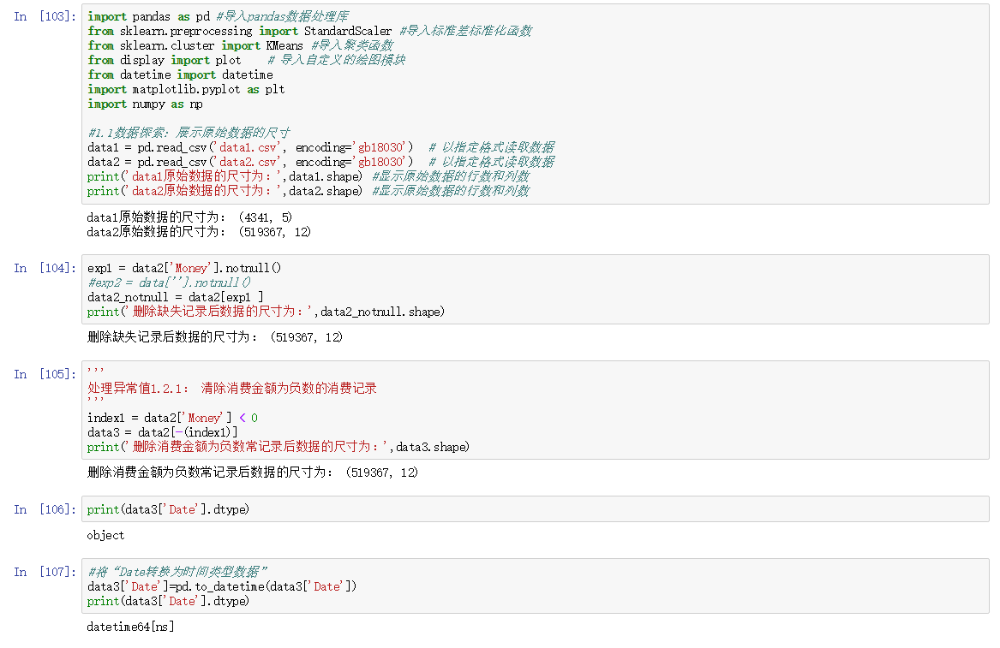 In [103]:
import pandas as pd #导入pandas数据处理库
from sklearn.preprocessing import StandardScaler #导入标准差标准化函数
from sklearn.cluster import KMeans #导入聚类函数
from display import plot    # 导入自定义的绘图模块
from datetime import datetime
import matplotlib.pyplot as plt
import numpy as np
#1.1数据探索: 展示原始数据的尺寸
data1 = pd.read_csv('data1.csv', encoding='gb18030')  # 以指定格式读取数据
data2 = pd.read_csv('data2.csv', encoding='gb18030')  # 以指定格式读取数据
print('data1原始数据的尺寸为：',data1.shape) #显示原始数据的行数和列数
print('data2原始数据的尺寸为：',data2.shape) #显示原始数据的行数和列数
data1原始数据的尺寸为： (4341, 5)
data2原始数据的尺寸为： (519367, 12)
In [104]:
exp1 = data2['Money'].notnull()
#exp2 = data[''].notnull()
data2_notnull = data2[exp1 ]
print('删除缺失记录后数据的尺寸为：',data2_notnull.shape)
删除缺失记录后数据的尺寸为： (519367, 12)
In [105]:
'''
处理异常值1.2.1： 清除消费金额为负数的消费记录
'''
index1 = data2['Money'] < 0
data3 = data2[-(index1)]
print('删除消费金额为负数常记录后数据的尺寸为：',data3.shape)
删除消费金额为负数常记录后数据的尺寸为： (519367, 12)
In [106]:
print(data3['Date'].dtype)
object
In [107]:
#将“Date转换为时间类型数据”
data3['Date']=pd.to_datetime(data3['Date'])
print(data3['Date'].dtype)
datetime64[ns]